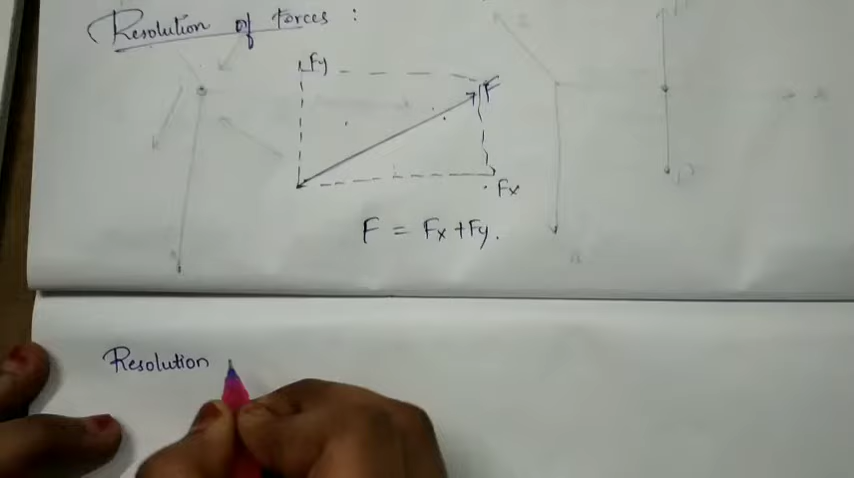 Resolution of forces :
Fy
F
Fx
F = Fx + Fy.
Resolution